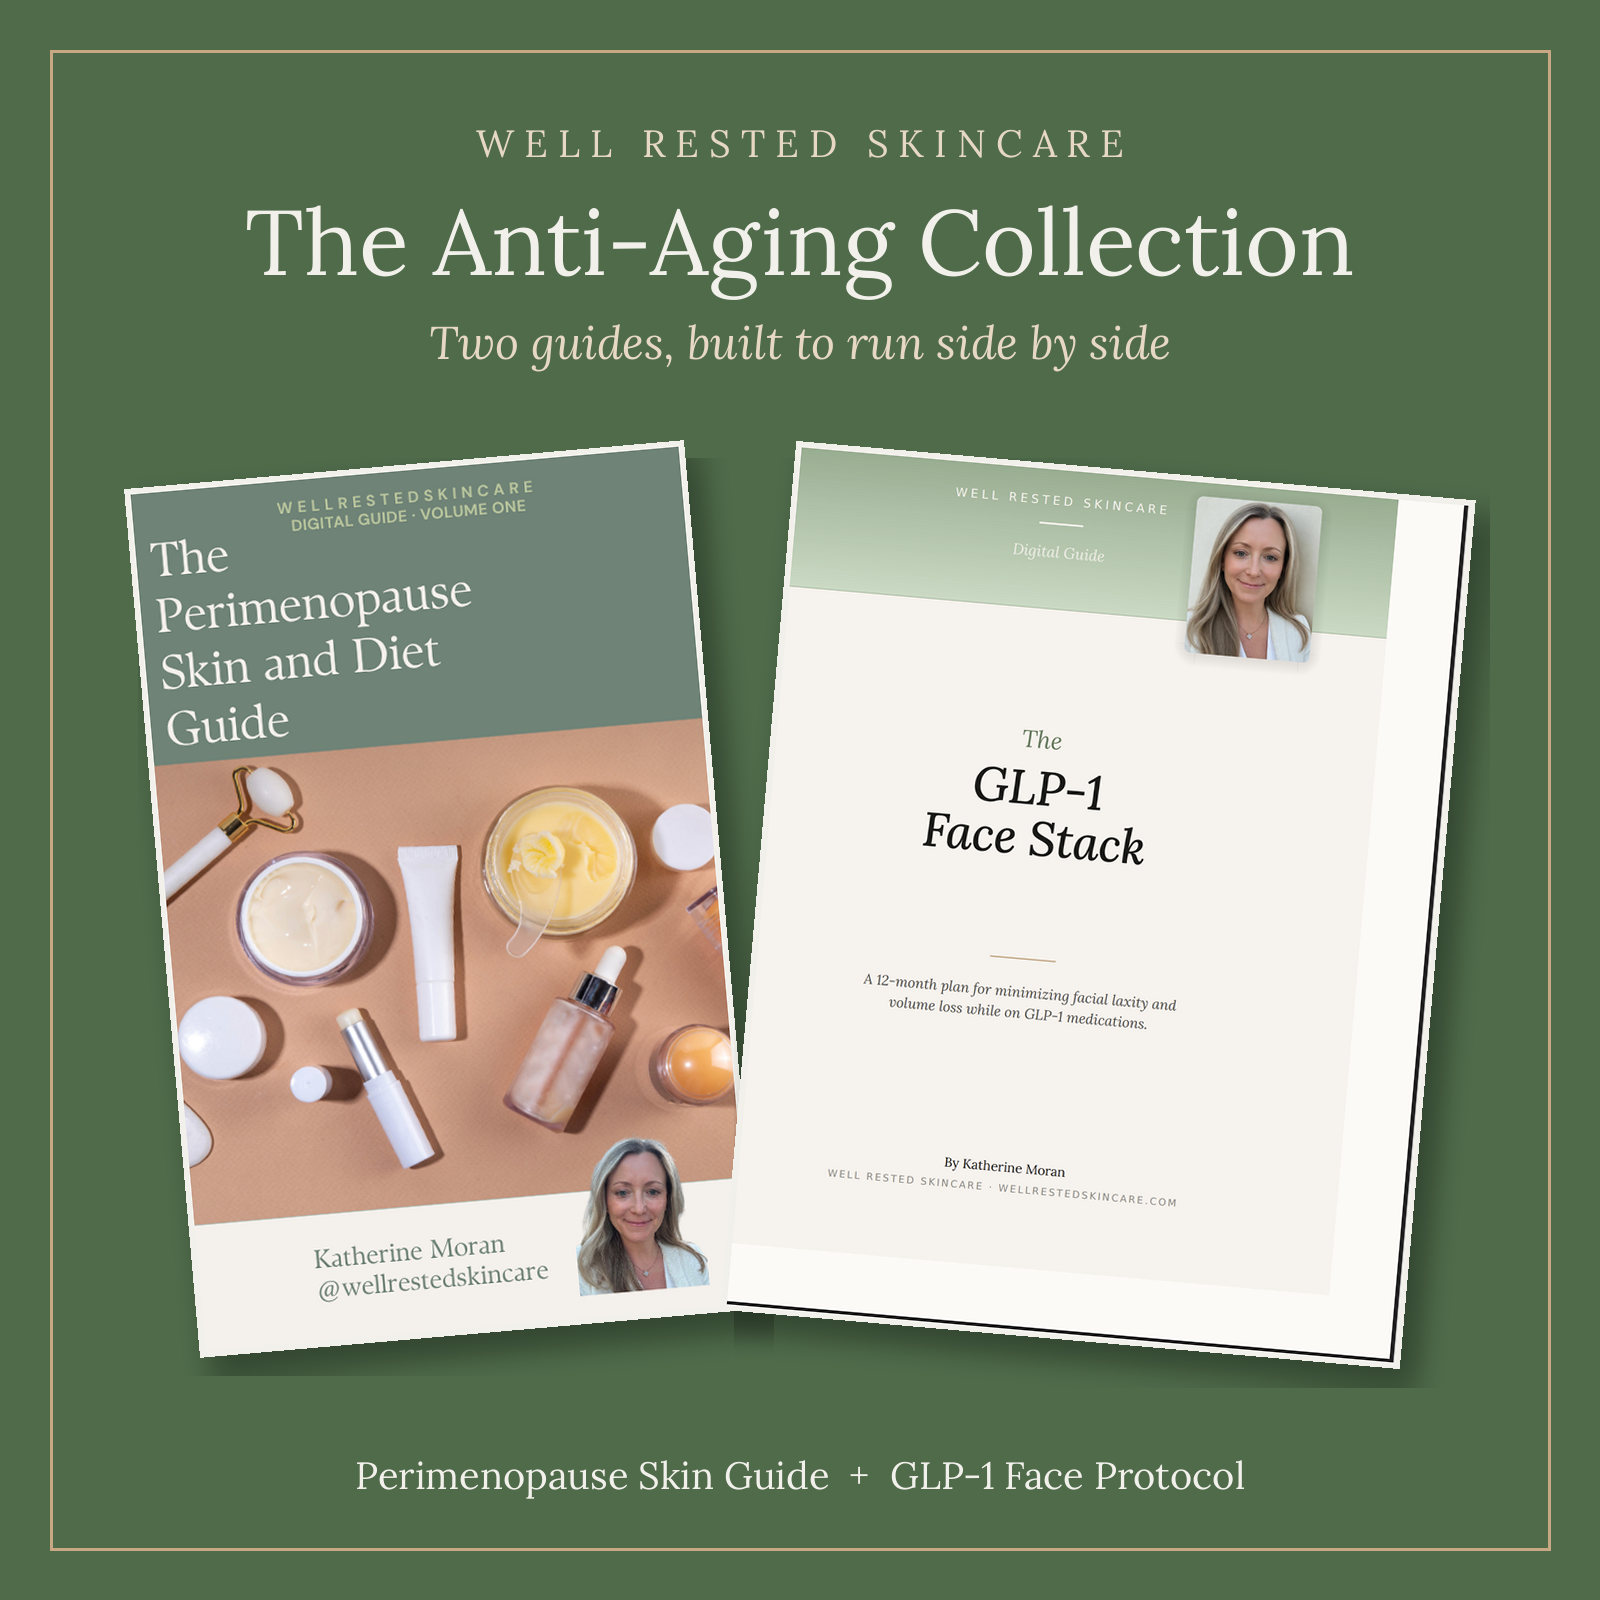 WELL RESTED SKINCARE
The Anti-Aging Collection
Two guides, built to run side by side
WELLRESTEDSKINCARE
DIGITAL GUIDE · VOLUME ONE
The
Perimenopause
Skin and Diet
Guide
Katherine Moran
@wellrestedskincare
WELL RESTED SKINCARE
Digital Guide
The
GLP-1
Face Stack
A 12-month plan for minimizing facial laxity and
volume loss while on GLP-1 medications.
By Katherine Moran
WELL RESTED SKINCARE · WELLRESTEDSKINCARE.COM
Perimenopause Skin Guide + GLP-1 Face Protocol